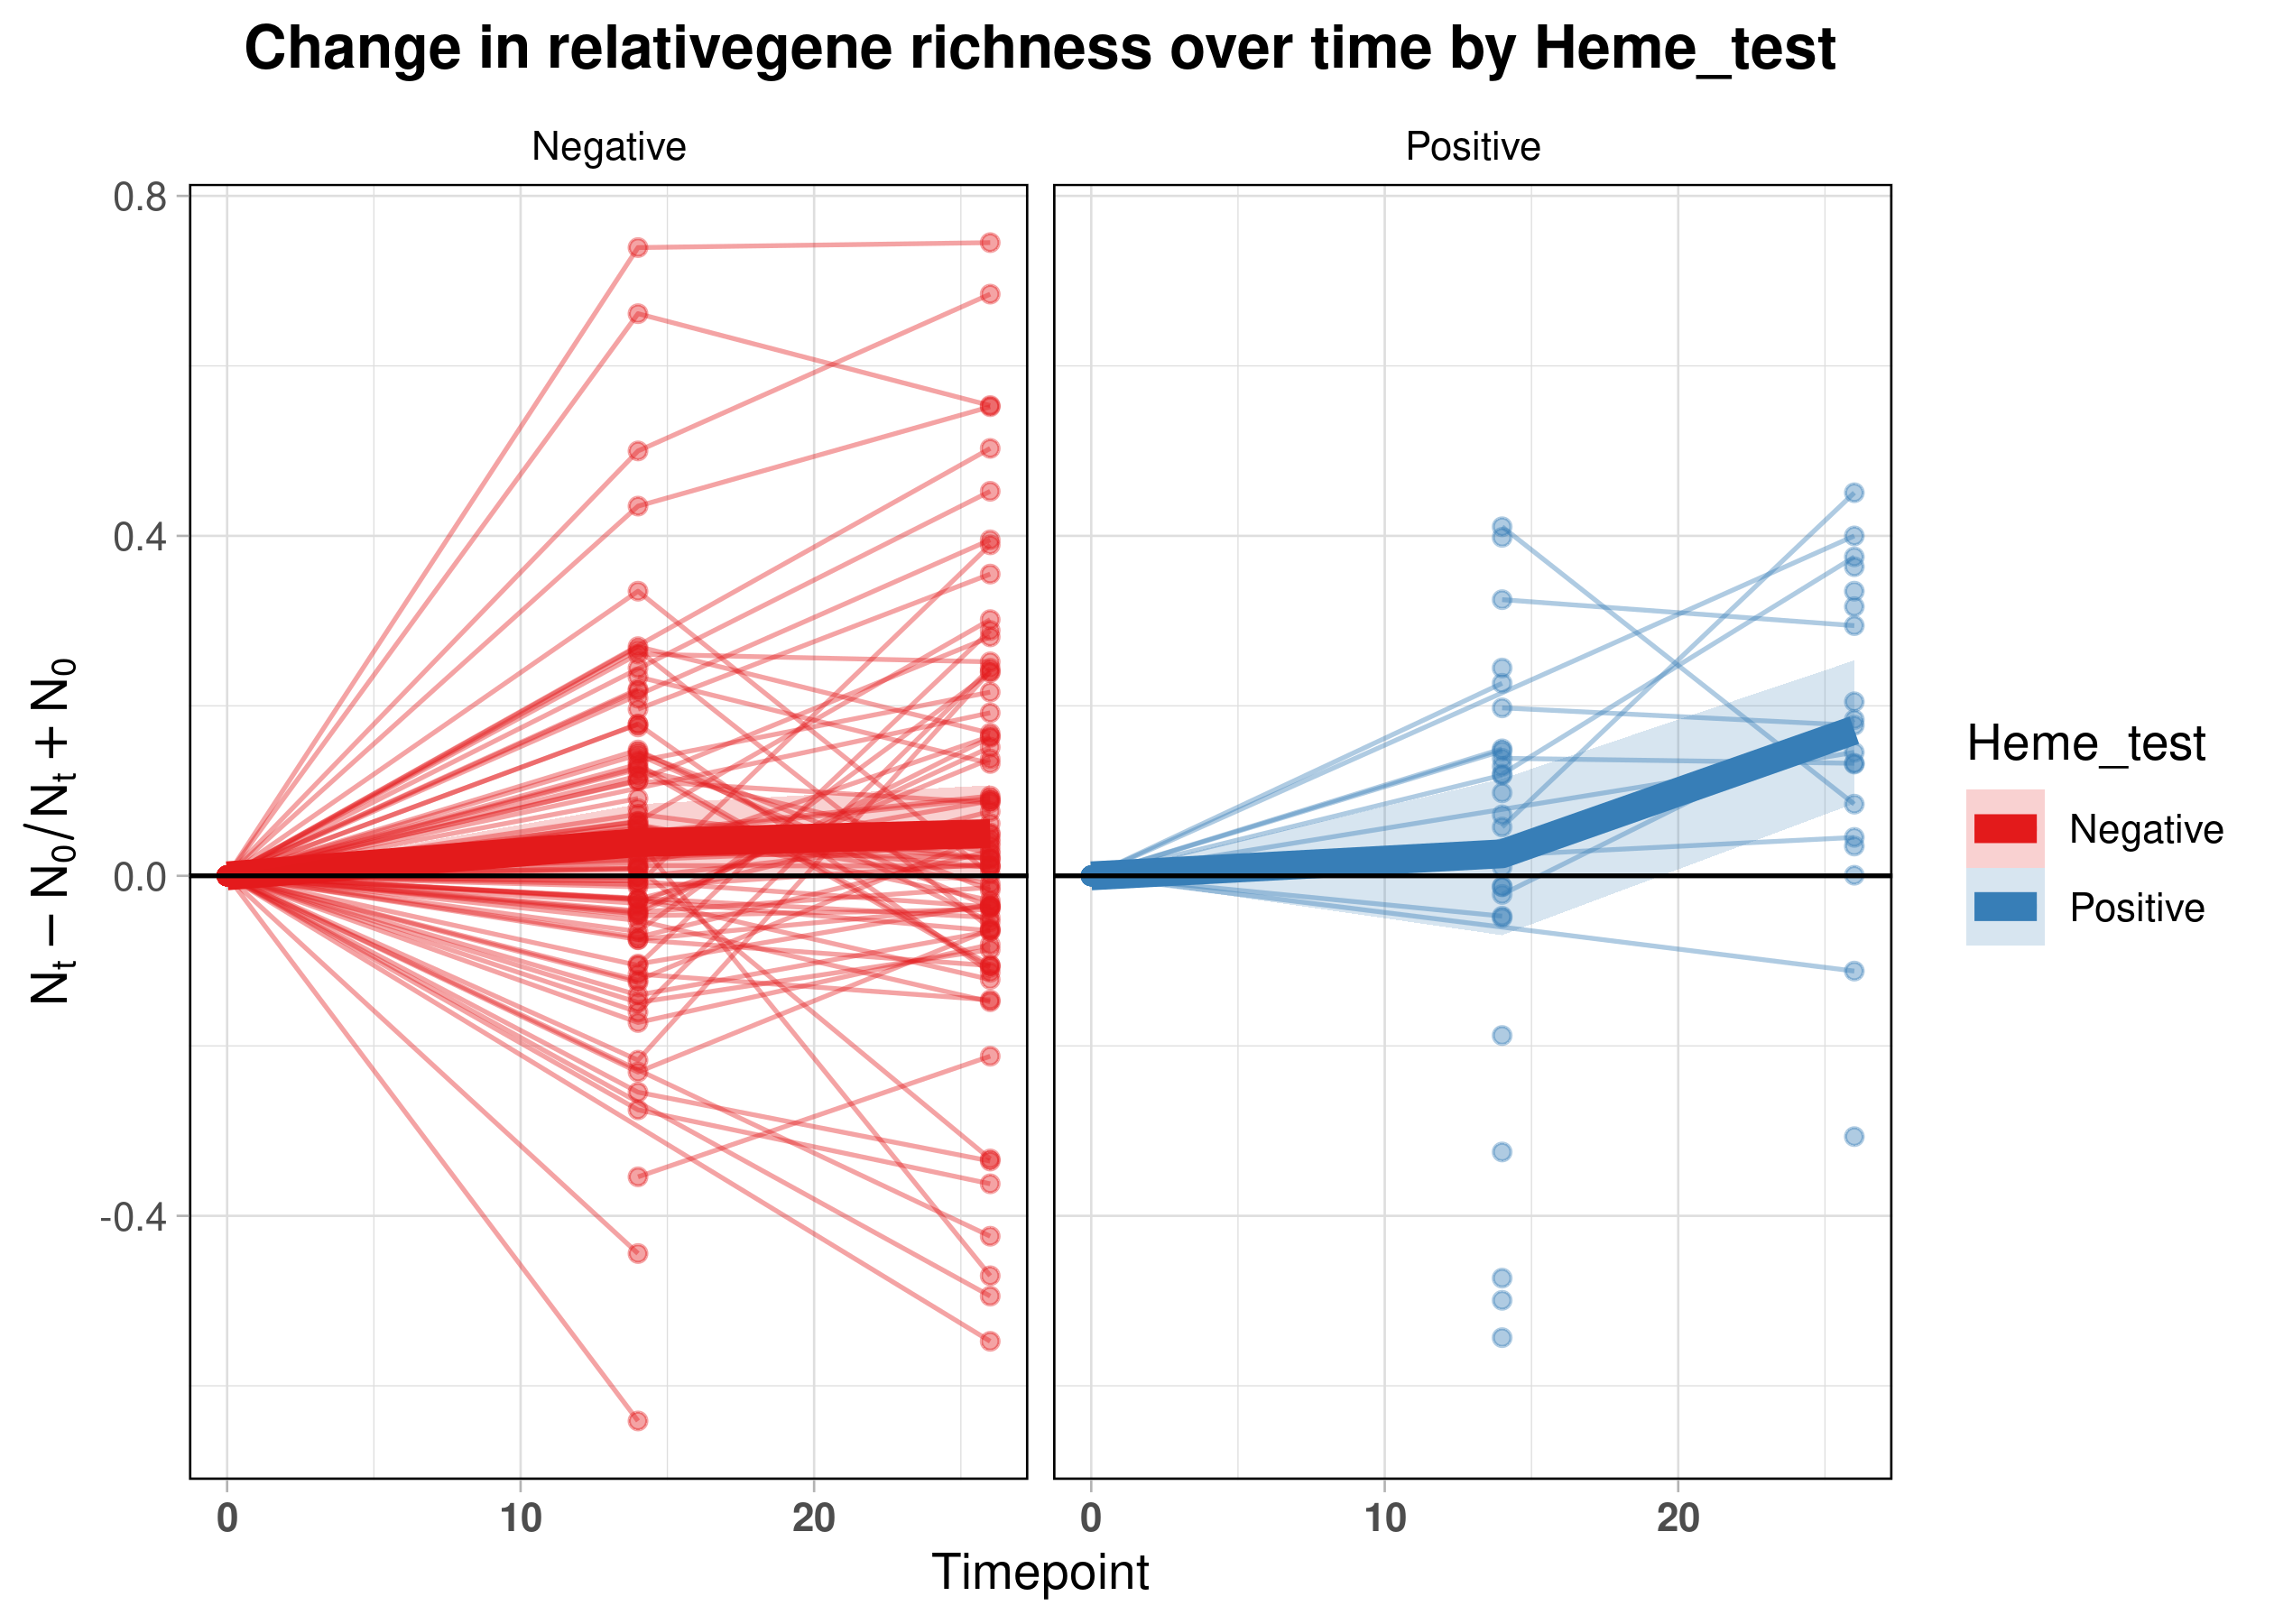 Change in relativegene richness over time by Heme_test
Negative
Positive
0.8
0.4
0.0
-0.4
Nₜ − N₀/Nₜ + N₀
0
10
20
0
10
20
Timepoint
Heme_test
Negative
Positive